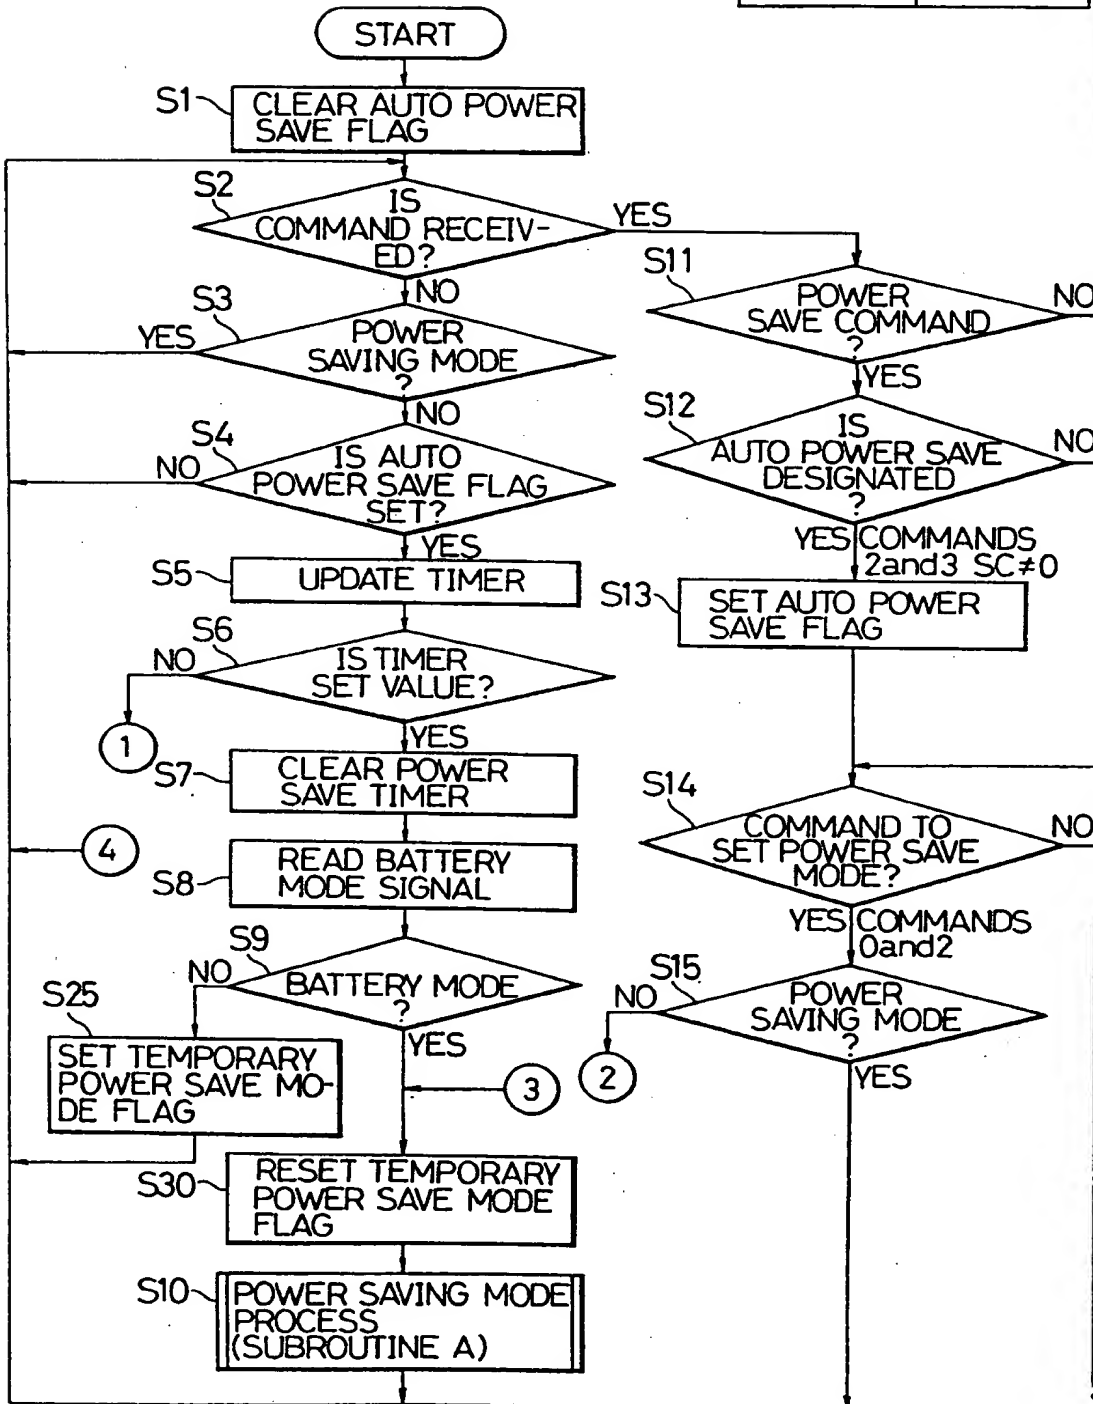 START
S1
CLEAR AUTO POWER
SAVE FLAG
S2
IS
COMMAND RECEIV-
ED?
YES
NO
S3
POWER
SAVING MODE
?
YES
NO
S4
IS AUTO
POWER SAVE FLAG
SET?
NO
YES
S5
UPDATE TIMER
S6
IS TIMER
SET VALUE?
NO
1
YES
S7
CLEAR POWER
SAVE TIMER
4
S8
READ BATTERY
MODE SIGNAL
S9
BATTERY MODE
?
NO
YES
S25
SET TEMPORARY
POWER SAVE MO-
DE FLAG
3
S30
RESET TEMPORARY
POWER SAVE MODE
FLAG
S10
POWER SAVING MODE
PROCESS
(SUBROUTINE A)
S11
POWER
SAVE COMMAND
?
NO
YES
S12
IS
AUTO POWER SAVE
DESIGNATED
?
NO
YES COMMANDS
2and3 SC≠0
S13
SET AUTO POWER
SAVE FLAG
S14
COMMAND TO
SET POWER SAVE
MODE?
NO
YES COMMANDS
0and2
S15
POWER
SAVING MODE
?
NO
2
YES